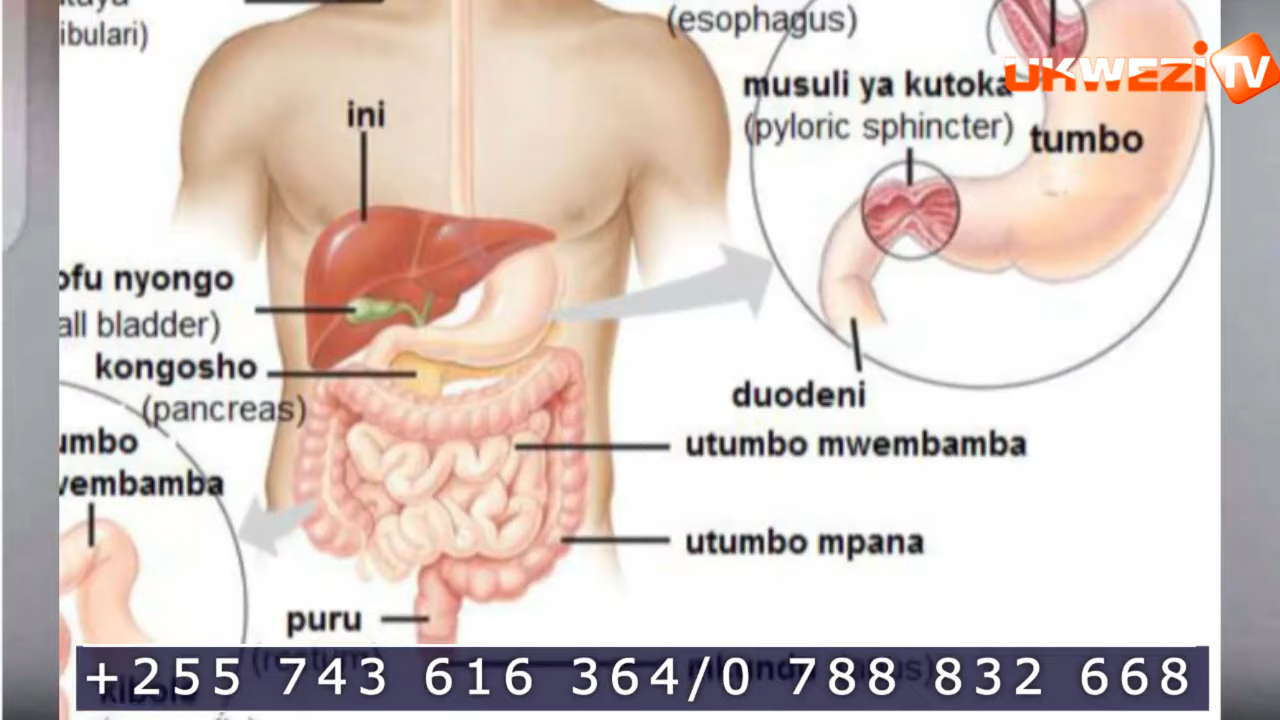 ibulari)
(esophagus)
UKWEZI TV
musuli ya kutoka
(pyloric sphincter)
tumbo
ini
ofu nyongo
all bladder)
kongosho
(pancreas)
duodeni
umbo
utumbo mwembamba
vembamba
utumbo mpana
puru
(rectum)
+255 743 616 364/0 788 832 668